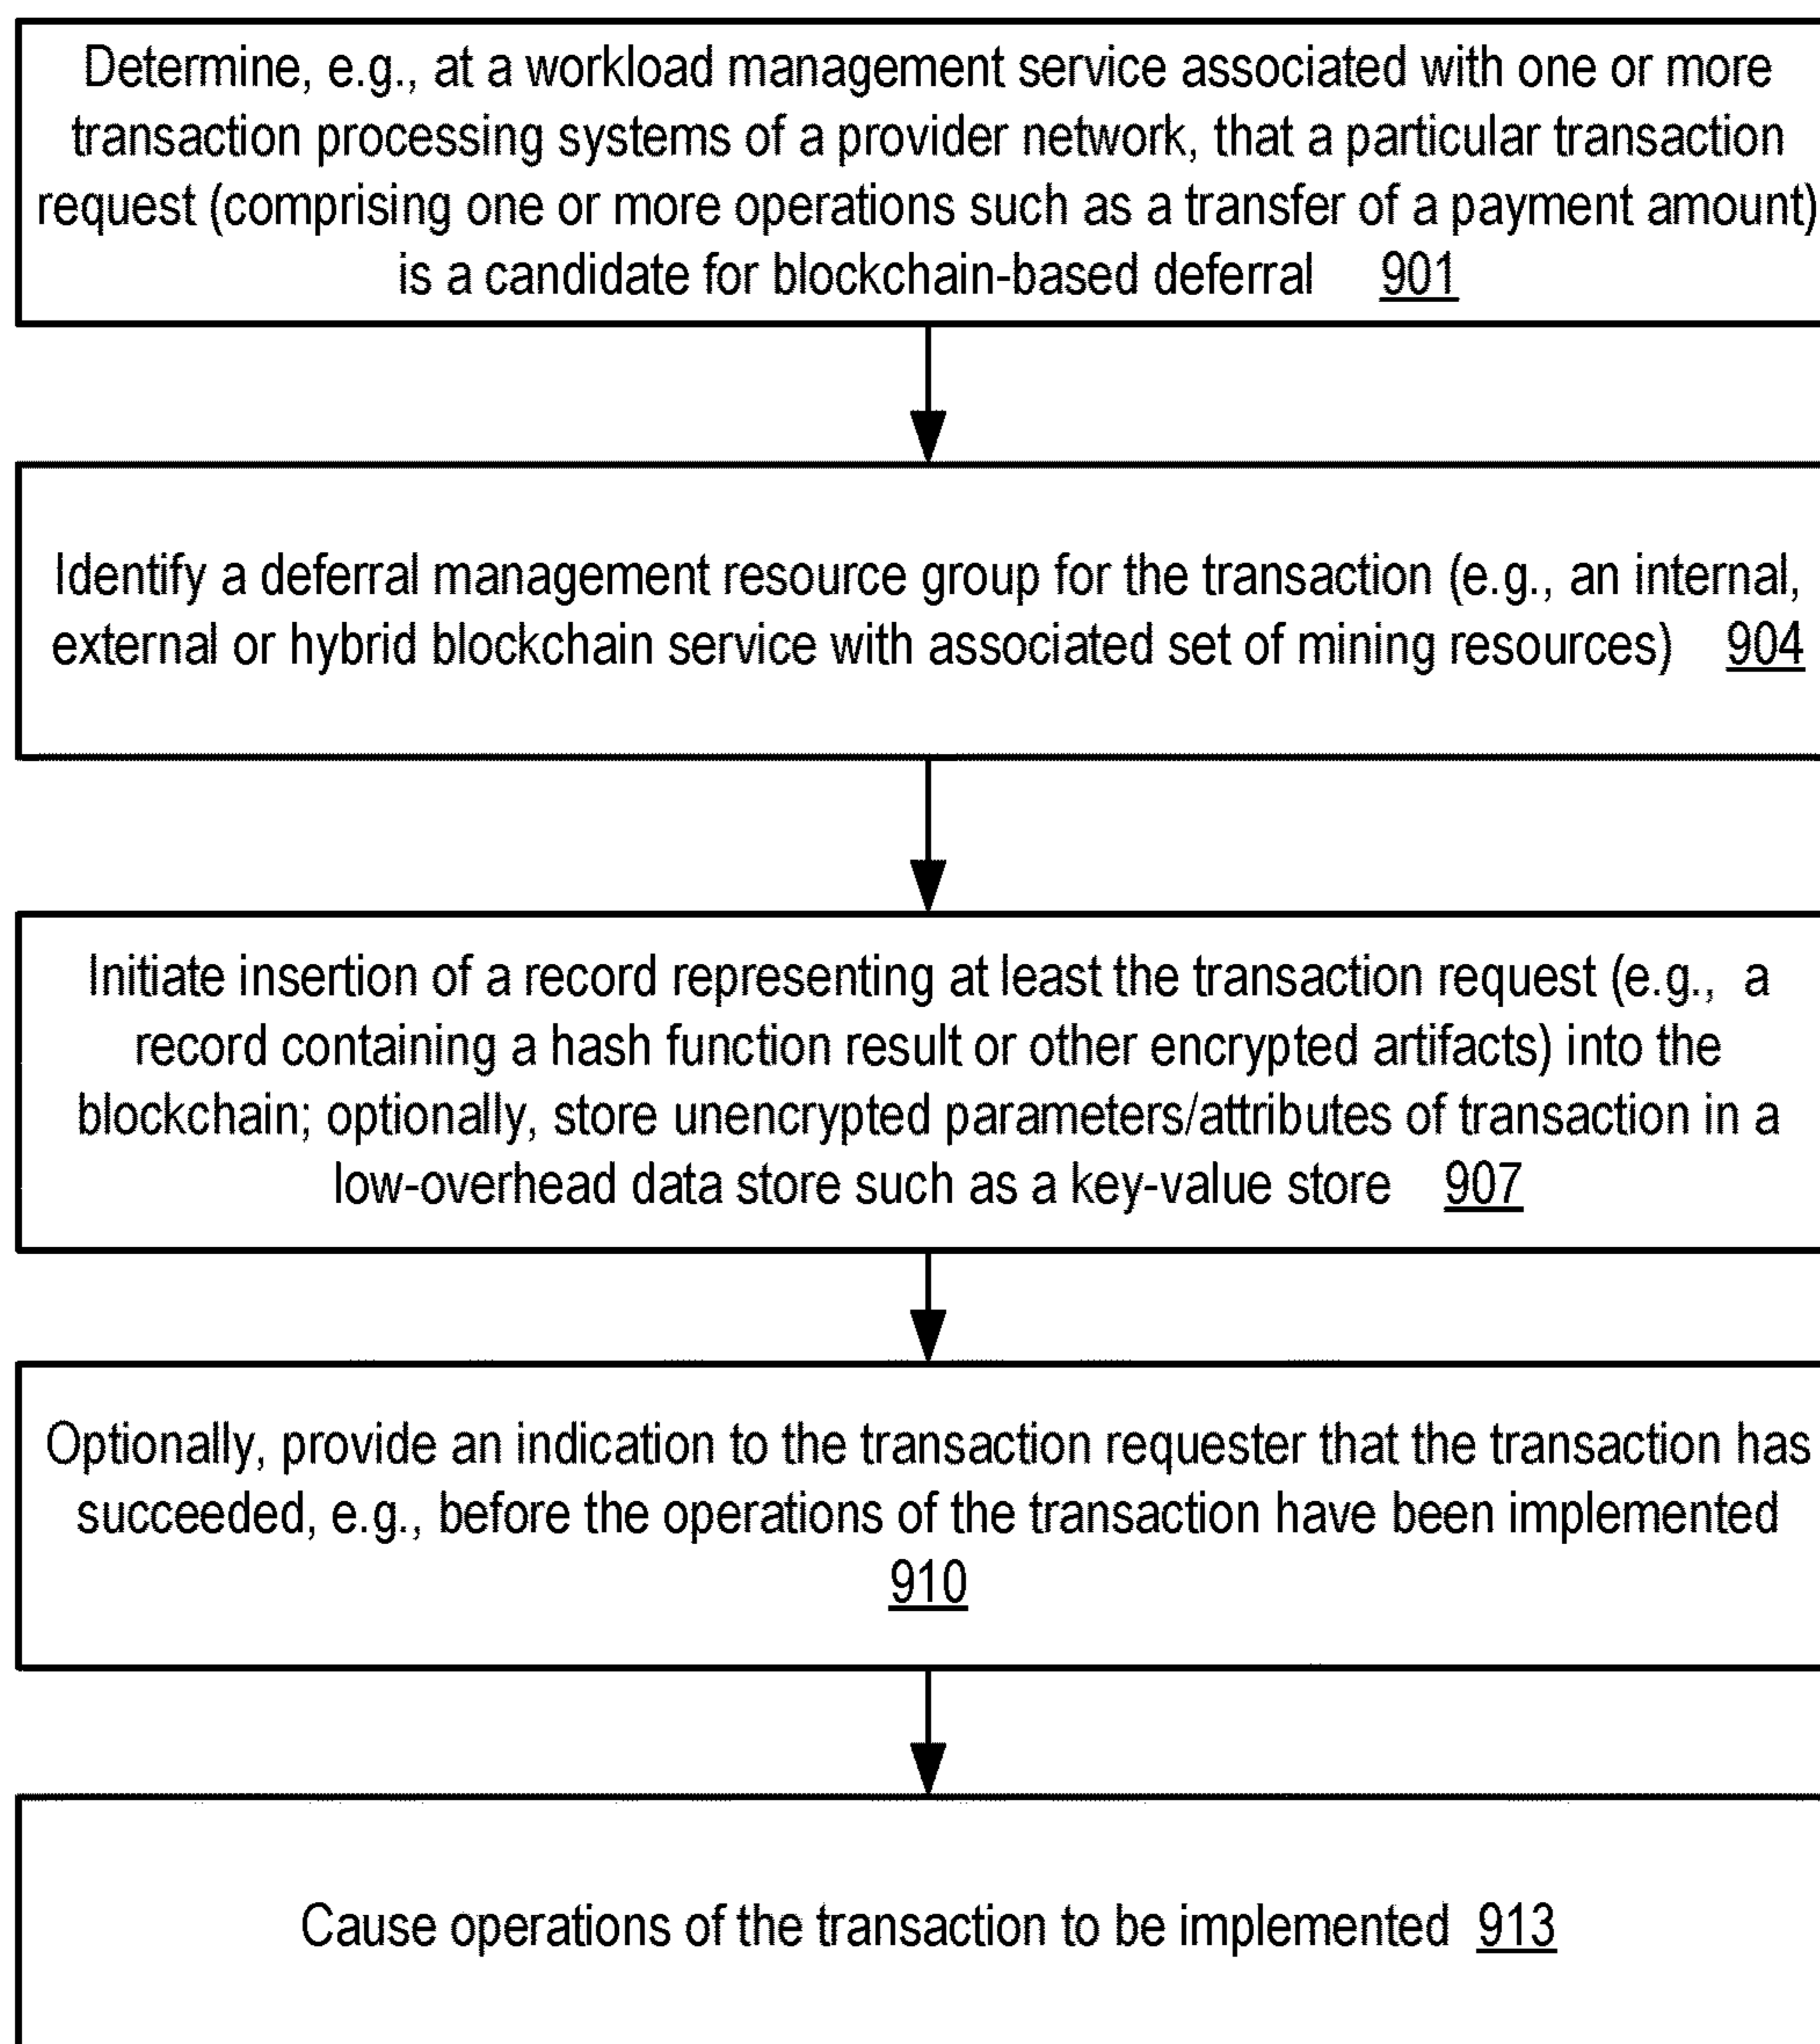 Determine, e.g., at a workload management service associated with one or more
transaction processing systems of a provider network, that a particular transaction
request (comprising one or more operations such as a transfer of a payment amount)
is a candidate for blockchain-based deferral 901
Identify a deferral management resource group for the transaction (e.g., an internal,
external or hybrid blockchain service with associated set of mining resources) 904
Initiate insertion of a record representing at least the transaction request (e.g., a
record containing a hash function result or other encrypted artifacts) into the
blockchain; optionally, store unencrypted parameters/attributes of transaction in a
low-overhead data store such as a key-value store 907
Optionally, provide an indication to the transaction requester that the transaction has
succeeded, e.g., before the operations of the transaction have been implemented
910
Cause operations of the transaction to be implemented 913